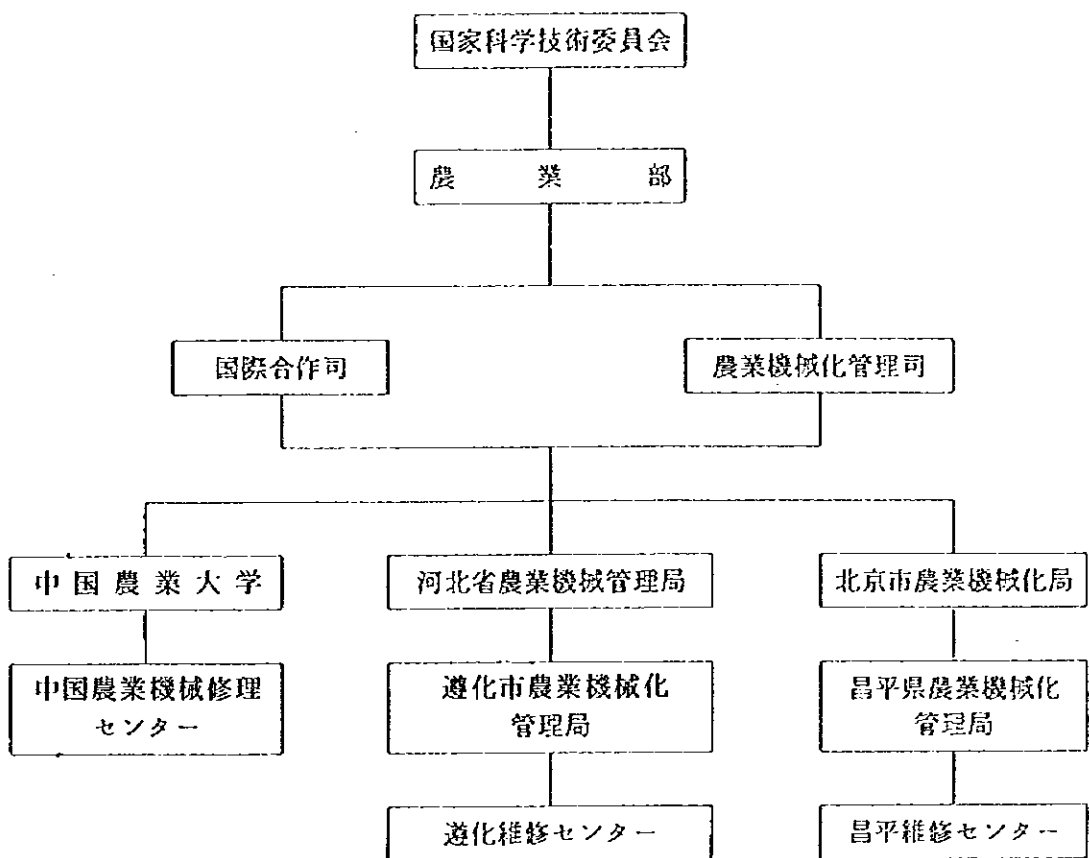 国家科学技術委員会
農業部
国際合作司
農業機械化管理司
中国農業大学
河北省農業機械管理局
北京市農業機械化局
中国農業機械修理
センター
遵化市農業機械化
管理局
昌平県農業機械化
管理局
遵化維修センター
昌平維修センター